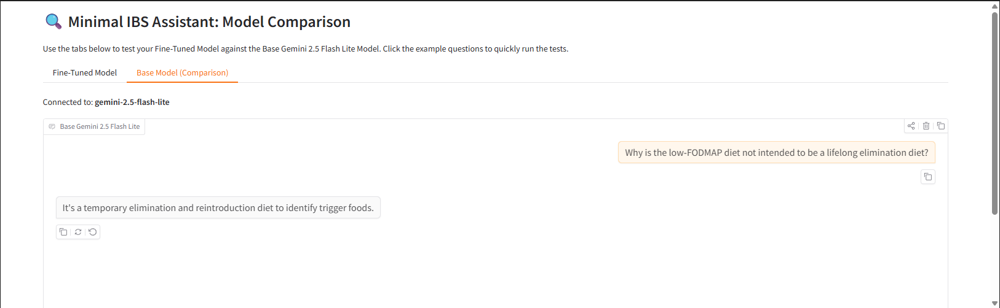 Minimal IBS Assistant: Model Comparison
Use the tabs below to test your Fine-Tuned Model against the Base Gemini 2.5 Flash Lite Model. Click the example questions to quickly run the tests.
Fine-Tuned Model
Base Model (Comparison)
Connected to: gemini-2.5-flash-lite
Base Gemini 2.5 Flash Lite
Why is the low-FODMAP diet not intended to be a lifelong elimination diet?
It's a temporary elimination and reintroduction diet to identify trigger foods.